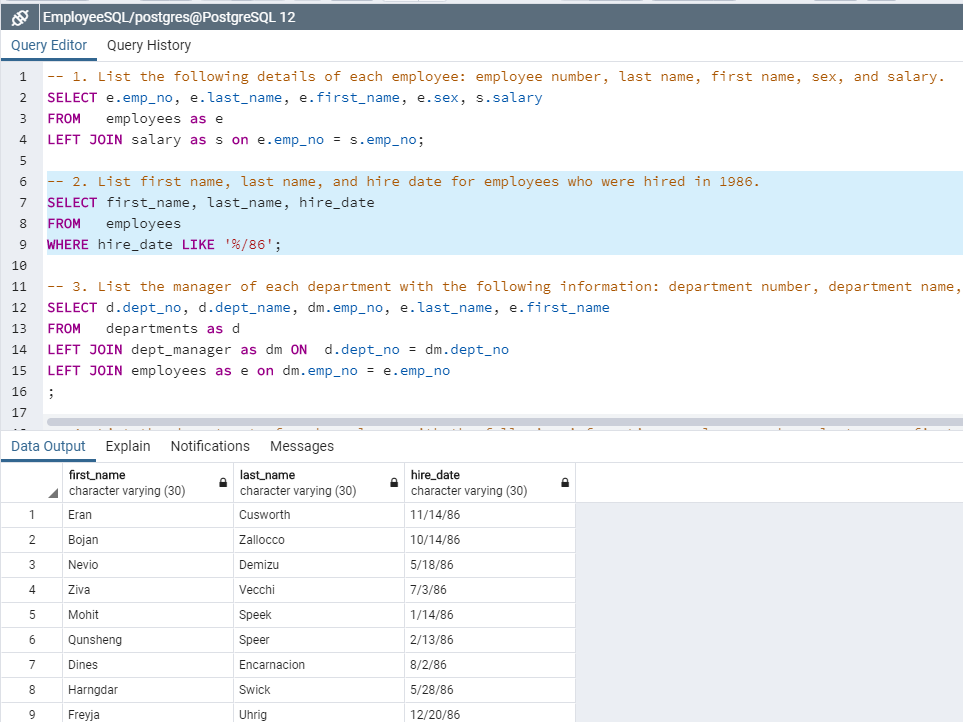 EmployeeSQL/postgres@PostgreSQL 12
Query Editor Query History
1 -- 1. List the following details of each employee: employee number, last name, first name, sex, and salary.
2 SELECT e.emp_no, e.last_name, e.first_name, e.sex, s.salary
3 FROM employees as e
4 LEFT JOIN salary as s on e.emp_no = s.emp_no;
5
6 -- 2. List first name, last name, and hire date for employees who were hired in 1986.
7 SELECT first_name, last_name, hire_date
8 FROM employees
9 WHERE hire_date LIKE '%/86';
10
11 -- 3. List the manager of each department with the following information: department number, department name,
12 SELECT d.dept_no, d.dept_name, dm.emp_no, e.last_name, e.first_name
13 FROM departments as d
14 LEFT JOIN dept_manager as dm ON d.dept_no = dm.dept_no
15 LEFT JOIN employees as e on dm.emp_no = e.emp_no
16 ;
17
Data Output Explain Notifications Messages
first_name last_name hire_date
character varying (30) character varying (30) character varying (30)
1 Eran Cusworth 11/14/86
2 Bojan Zallocco 10/14/86
3 Nevio Demizu 5/18/86
4 Ziva Vecchi 7/3/86
5 Mohit Speek 1/14/86
6 Qunsheng Speer 2/13/86
7 Dines Encarnacion 8/2/86
8 Harngdar Swick 5/28/86
9 Freyja Uhrig 12/20/86